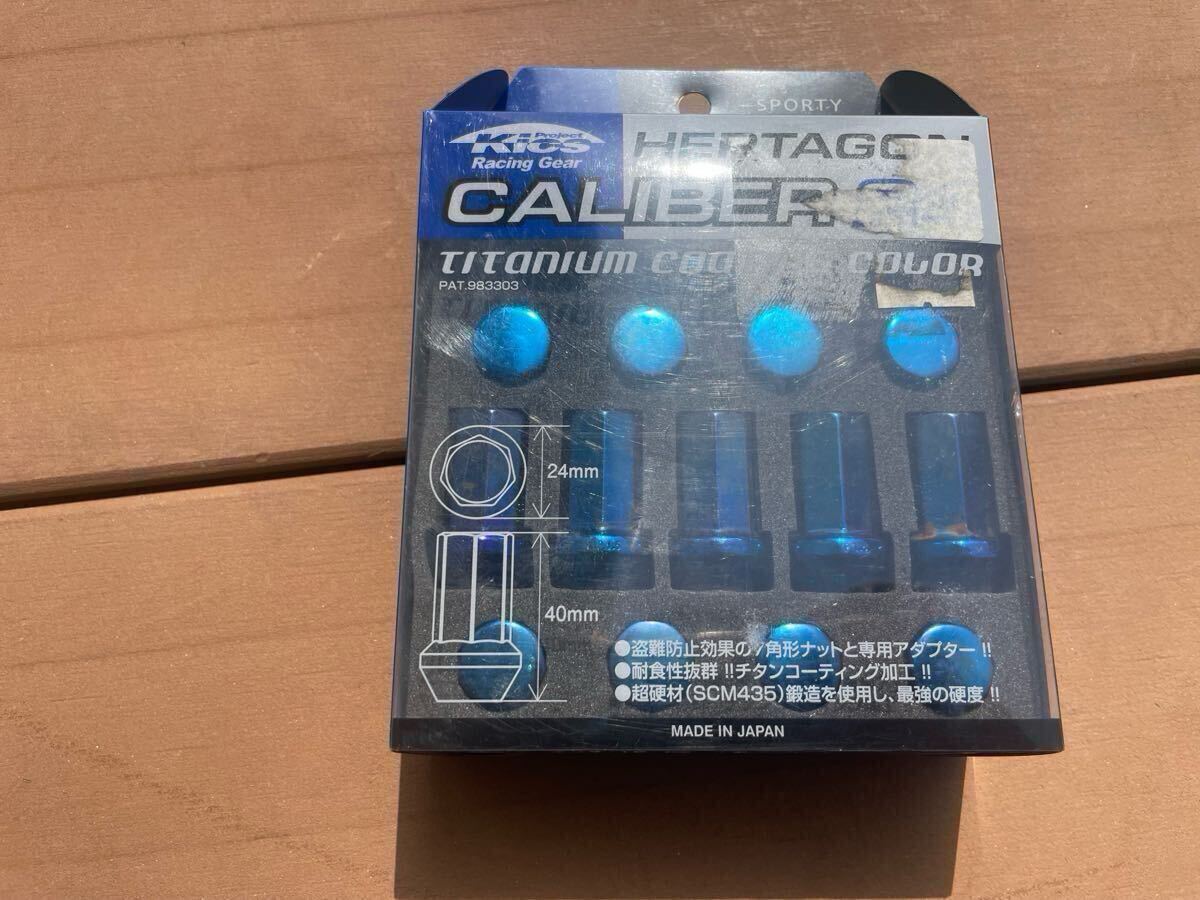 SPORTY
Project
Kics
Racing Gear
HEPTAGON
CALIBER
TITANIUM COLOR
PAT.983303
24mm
40mm
●盗難防止効果の7角形ナットと専用アダプター!!
●耐食性抜群!!チタンコーティング加工!!
●超硬材(SCM435)鍛造を使用し、最強の硬度!!
MADE IN JAPAN